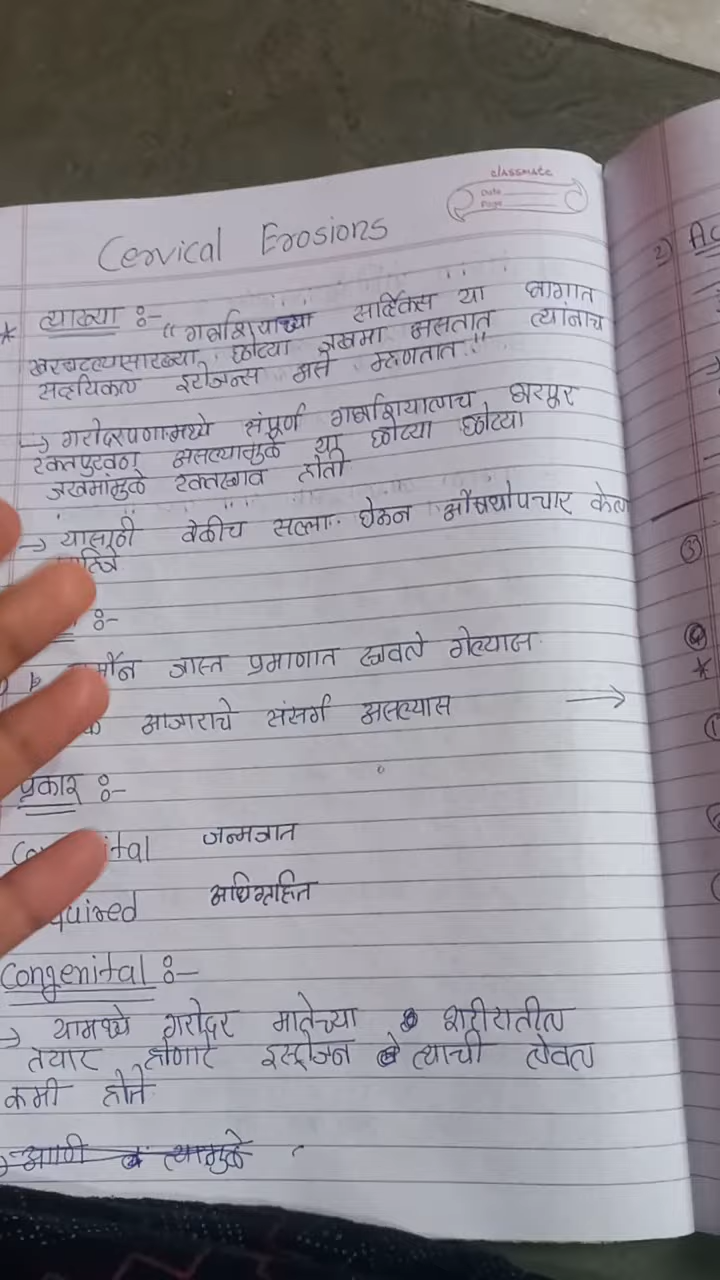 classmate
Date
Page
Cervical Erosions
* व्याख्या :-
"गर्भाशयाच्या सर्व्हिक्स या भागात
खरचटल्यासारख्या छोट्या जखमा असतात त्यांनाच
सर्व्हायकल इरोजन्स असे म्हणतात."
→ गरोदरपणामध्ये संपूर्ण गर्भाशयालाच भरपूर
रक्तपुरवठा असल्यामुळे या छोट्या छोट्या
जखमांमुळे रक्तस्त्राव होतो
→ यासाठी वेळीच सल्ला घेऊन औषधोपचार केला
:-
जास्त प्रमाणात स्त्रवले गेल्यास
आजाराचे संसर्ग असल्यास →
प्रकार :-
जन्मजात
quired अधिग्रहित
Congenital :-
→ यामध्ये गरोदर मातेच्या शरीरातील
तयार होणारे इस्ट्रोजन त्याची लेवल
कमी होते
→ आणी त्यामुळे
2) Ac
3
4
*